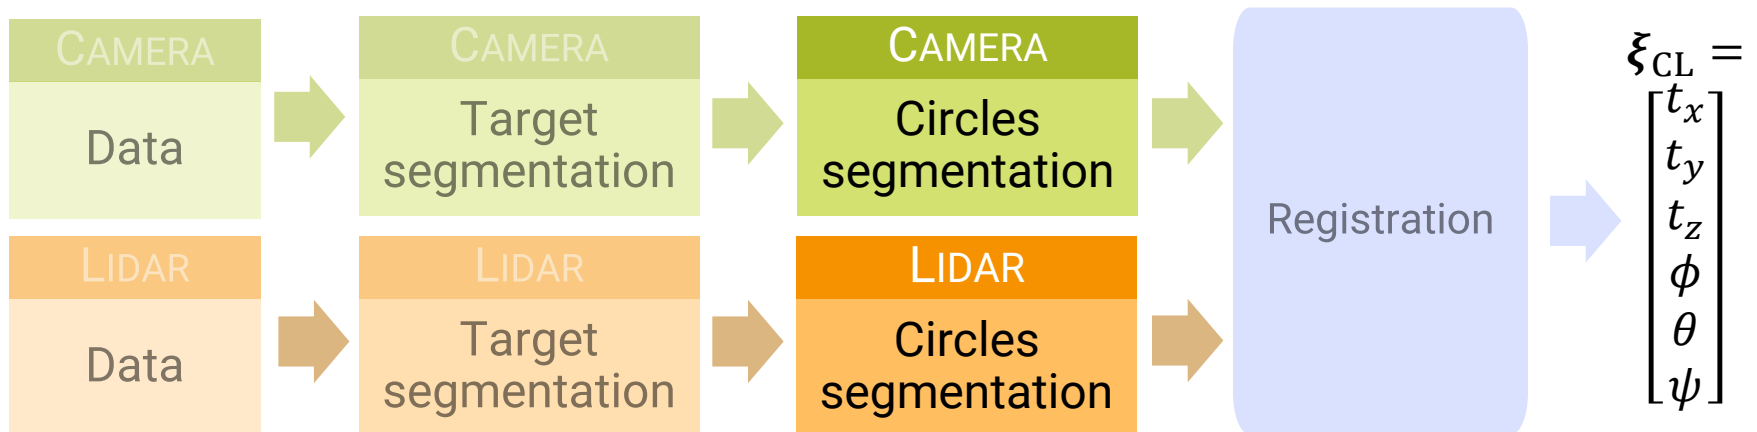 CAMERA
Data
CAMERA
Target
segmentation
CAMERA
Circles
segmentation
LIDAR
Data
LIDAR
Target
segmentation
LIDAR
Circles
segmentation
Registration
ξCL =
tx
ty
tz
ϕ
θ
ψ